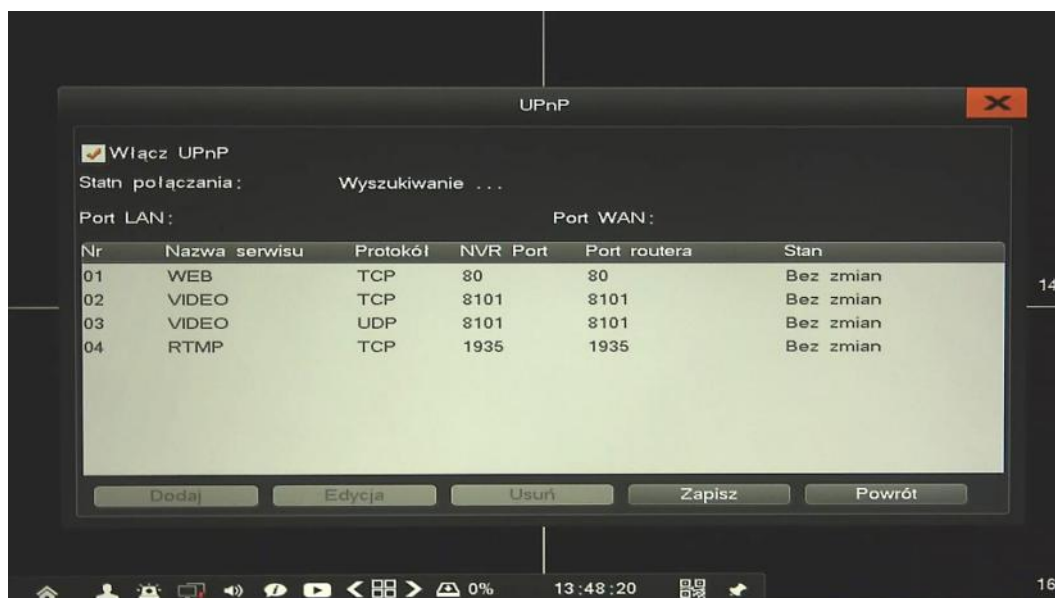 UPnP
Włącz UPnP
Statn połączania: Wyszukiwanie ...
Port LAN: Port WAN:
Nr Nazwa serwisu Protokół NVR Port Port routera Stan
01 WEB TCP 80 80 Bez zmian
02 VIDEO TCP 8101 8101 Bez zmian
03 VIDEO UDP 8101 8101 Bez zmian
04 RTMP TCP 1935 1935 Bez zmian
14
Dodaj Edycja Usuń Zapisz Powrót
0% 13:48:20
16